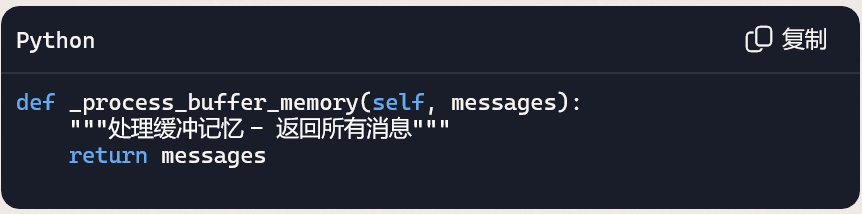 Python
复制
def _process_buffer_memory(self, messages):
    """处理缓冲记忆 - 返回所有消息"""
    return messages